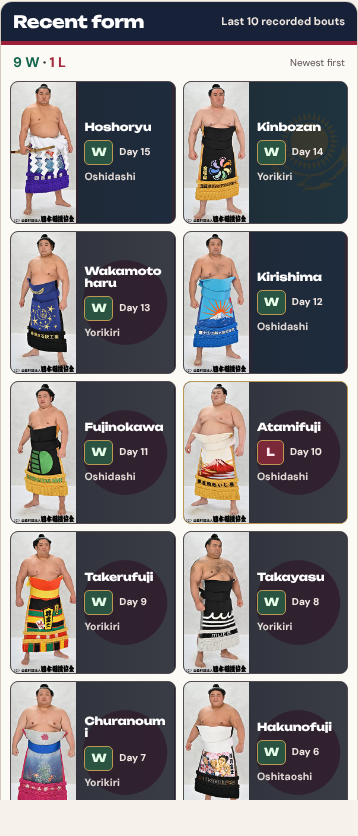 Recent form
Last 10 recorded bouts
9 W · 1 L
Newest first
Hoshoryu
W Day 15
Oshidashi
Kinbozan
W Day 14
Yorikiri
Wakamoto
haru
W Day 13
Yorikiri
Kirishima
W Day 12
Oshidashi
Fujinokawa
W Day 11
Oshidashi
Atamifuji
L Day 10
Oshidashi
Takerufuji
W Day 9
Yorikiri
Takayasu
W Day 8
Yorikiri
Churanoum
i
W Day 7
Yorikiri
Hakunofuji
W Day 6
Oshitaoshi